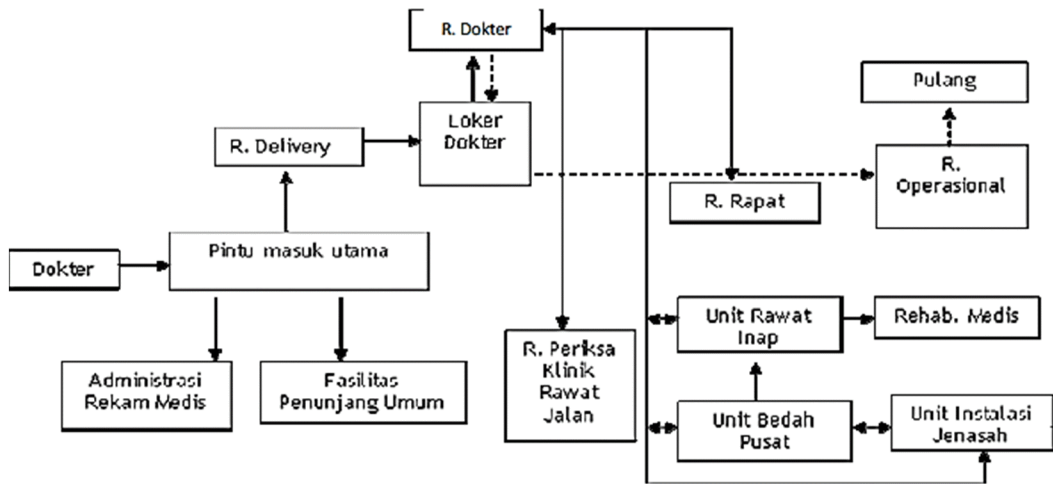 R. Dokter
Pulang
Loker
Dokter
R. Delivery
R.
Operasional
R. Rapat
Pintu masuk utama
Dokter
Unit Rawat
Inap
Rehab. Medis
R. Periksa
Klinik
Rawat
Jalan
Administrasi
Rekam Medis
Fasilitas
Penunjang Umum
Unit Bedah
Pusat
Unit Instalasi
Jenasah